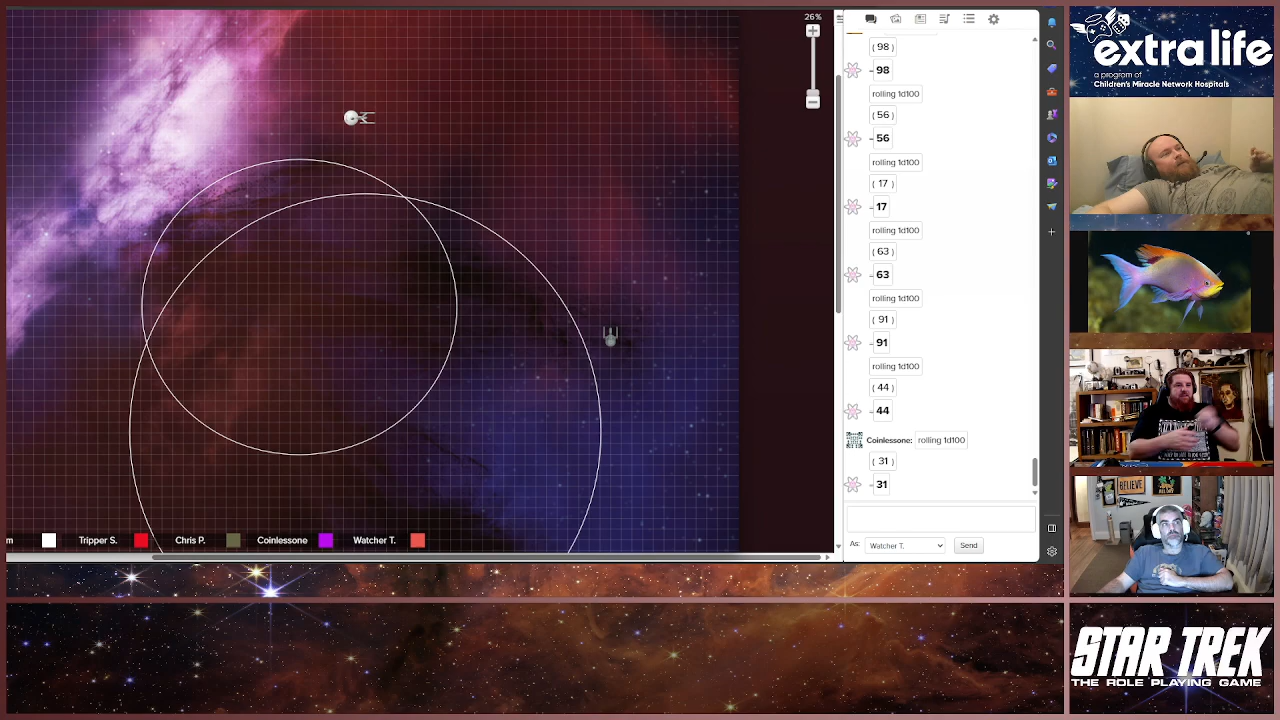 26%
( 98 )
= 98
rolling 1d100
( 56 )
= 56
rolling 1d100
( 17 )
= 17
rolling 1d100
( 63 )
= 63
rolling 1d100
( 91 )
= 91
rolling 1d100
( 44 )
= 44
Coinlessone: rolling 1d100
( 31 )
= 31
As: Watcher T.
Send
m
Tripper S.
Chris P.
Coinlessone
Watcher T.
extra life
a program of
Children's Miracle Network Hospitals
BELIEVE
STAR TREK
THE ROLE PLAYING GAME